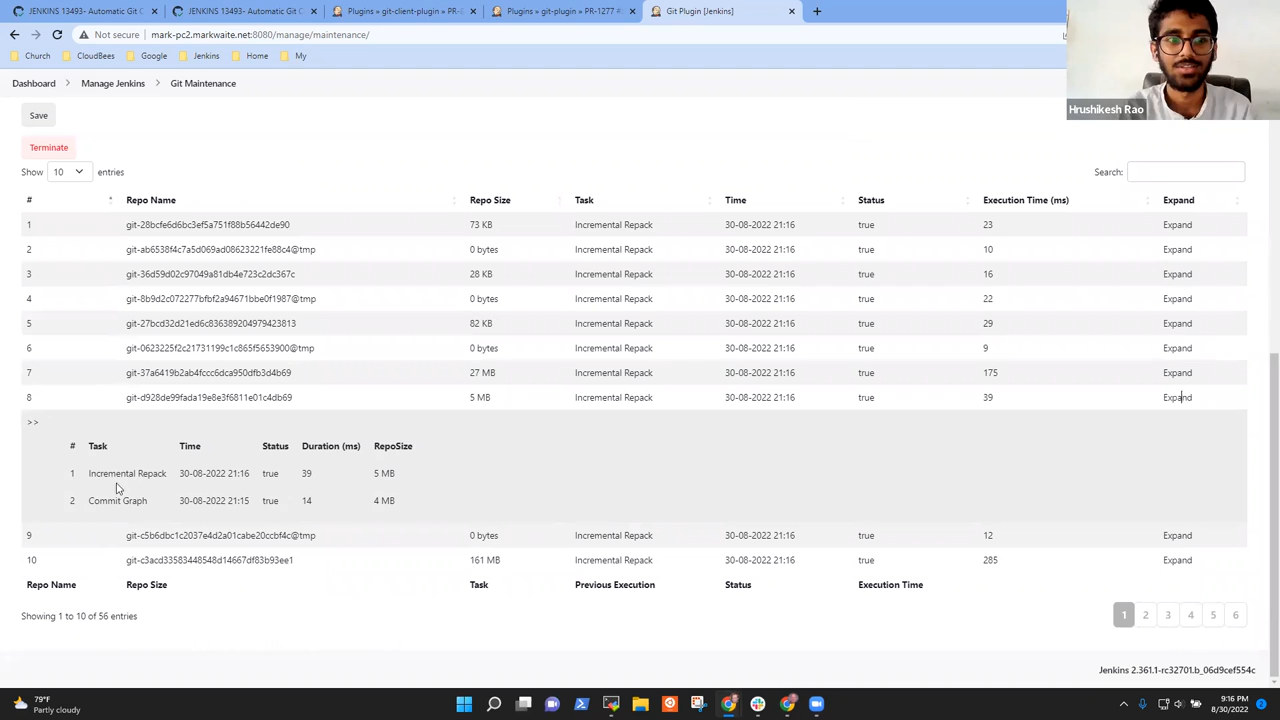 JENKINS 13493- Automatic Git C
JENKINS 13493- Automatic Git C
Plugins » git-client-plugin » PR-
Plugins » git-plugin » PR-1277 #
Git Plugin [Jenkins]
Not secure mark-pc2.markwaite.net:8080/manage/maintenance/
Church CloudBees Google Jenkins Home My
Hrushikesh Rao
Dashboard Manage Jenkins Git Maintenance
Save
Terminate
Show 10 entries Search:
# Repo Name Repo Size Task Time Status Execution Time (ms) Expand
1 git-28bcfe6d6bc3ef5a751f88b56442de90 73 KB Incremental Repack 30-08-2022 21:16 true 23 Expand
2 git-ab6538f4c7a5d069ad08623221fe88c4@tmp 0 bytes Incremental Repack 30-08-2022 21:16 true 10 Expand
3 git-36d59d02c97049a81db4e723c2dc367c 28 KB Incremental Repack 30-08-2022 21:16 true 16 Expand
4 git-8b9d2c072277bfbf2a94671bbe0f1987@tmp 0 bytes Incremental Repack 30-08-2022 21:16 true 22 Expand
5 git-27bcd32d21ed6c836389204979423813 82 KB Incremental Repack 30-08-2022 21:16 true 29 Expand
6 git-0623225f2c21731199c1c865f5653900@tmp 0 bytes Incremental Repack 30-08-2022 21:16 true 9 Expand
7 git-37a6419b2ab4fccc6dca950dfb3d4b69 27 MB Incremental Repack 30-08-2022 21:16 true 175 Expand
8 git-d928de99fada19e8e3f6811e01c4db69 5 MB Incremental Repack 30-08-2022 21:16 true 39 Expand
>>
# Task Time Status Duration (ms) RepoSize
1 Incremental Repack 30-08-2022 21:16 true 39 5 MB
2 Commit Graph 30-08-2022 21:15 true 14 4 MB
9 git-c5b6dbc1c2037e4d2a01cabe20ccbf4c@tmp 0 bytes Incremental Repack 30-08-2022 21:16 true 12 Expand
10 git-c3acd33583448548d14667df83b93ee1 161 MB Incremental Repack 30-08-2022 21:16 true 285 Expand
Repo Name Repo Size Task Previous Execution Status Execution Time
Showing 1 to 10 of 56 entries
1 2 3 4 5 6
Jenkins 2.361.1-rc32701.b_06d9cef554c
79°F
Partly cloudy
9:16 PM
8/30/2022